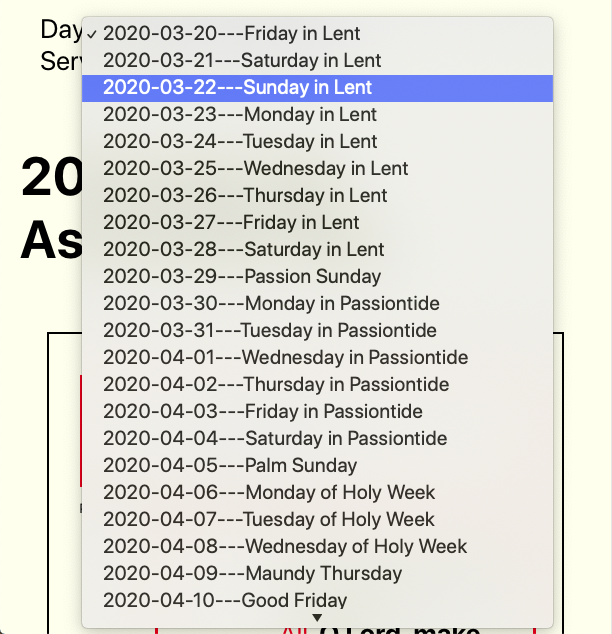 Day
✓ 2020-03-20---Friday in Lent
Ser
2020-03-21---Saturday in Lent
2020-03-22---Sunday in Lent
2020-03-23---Monday in Lent
2020-03-24---Tuesday in Lent
2020-03-25---Wednesday in Lent
20
2020-03-26---Thursday in Lent
2020-03-27---Friday in Lent
As
2020-03-28---Saturday in Lent
2020-03-29---Passion Sunday
2020-03-30---Monday in Passiontide
2020-03-31---Tuesday in Passiontide
2020-04-01---Wednesday in Passiontide
2020-04-02---Thursday in Passiontide
2020-04-03---Friday in Passiontide
2020-04-04---Saturday in Passiontide
2020-04-05---Palm Sunday
2020-04-06---Monday of Holy Week
2020-04-07---Tuesday of Holy Week
2020-04-08---Wednesday of Holy Week
2020-04-09---Maundy Thursday
2020-04-10---Good Friday
All O Lord, make